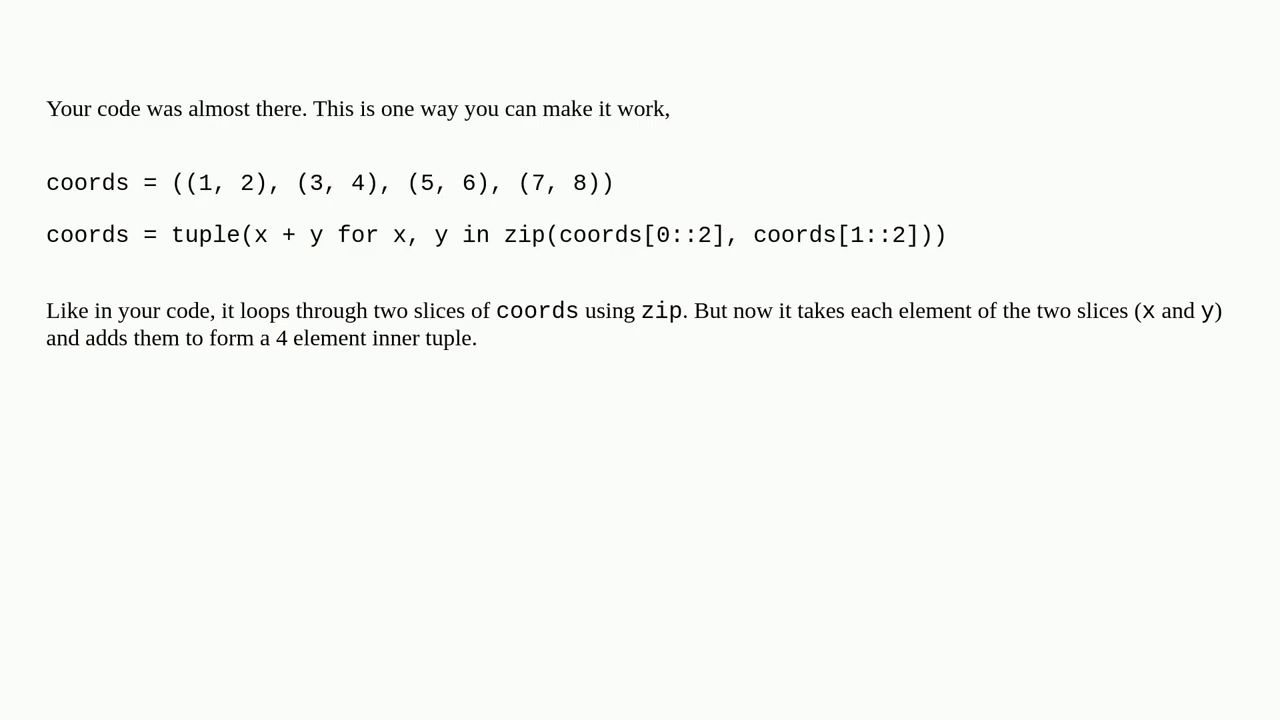 Your code was almost there. This is one way you can make it work,
coords = ((1, 2), (3, 4), (5, 6), (7, 8))
coords = tuple(x + y for x, y in zip(coords[0::2], coords[1::2]))
Like in your code, it loops through two slices of coords using zip. But now it takes each element of the two slices (x and y)
and adds them to form a 4 element inner tuple.